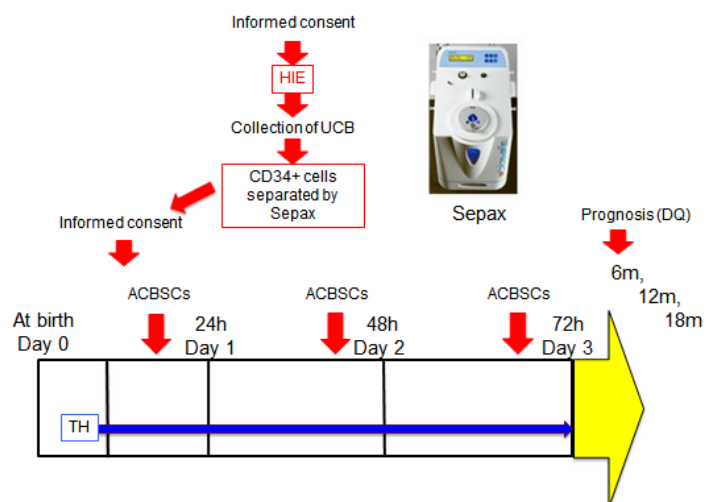 Informed consent
HIE
Collection of UCB
CD34+ cells
separated by
Sepax
Sepax
Informed consent
Prognosis (DQ)
6m,
12m,
18m
ACBSCs
ACBSCs
ACBSCs
At birth
Day 0
24h
Day 1
48h
Day 2
72h
Day 3
TH